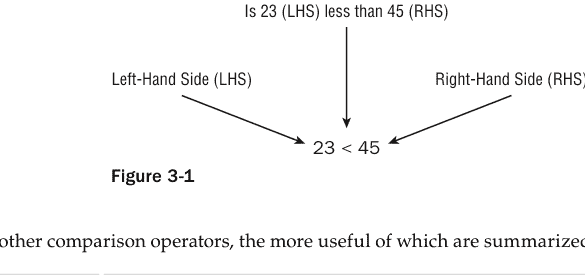 Is 23 (LHS) less than 45 (RHS)
Left-Hand Side (LHS)
Right-Hand Side (RHS)
23 < 45
Figure 3-1
other comparison operators, the more useful of which are summarized